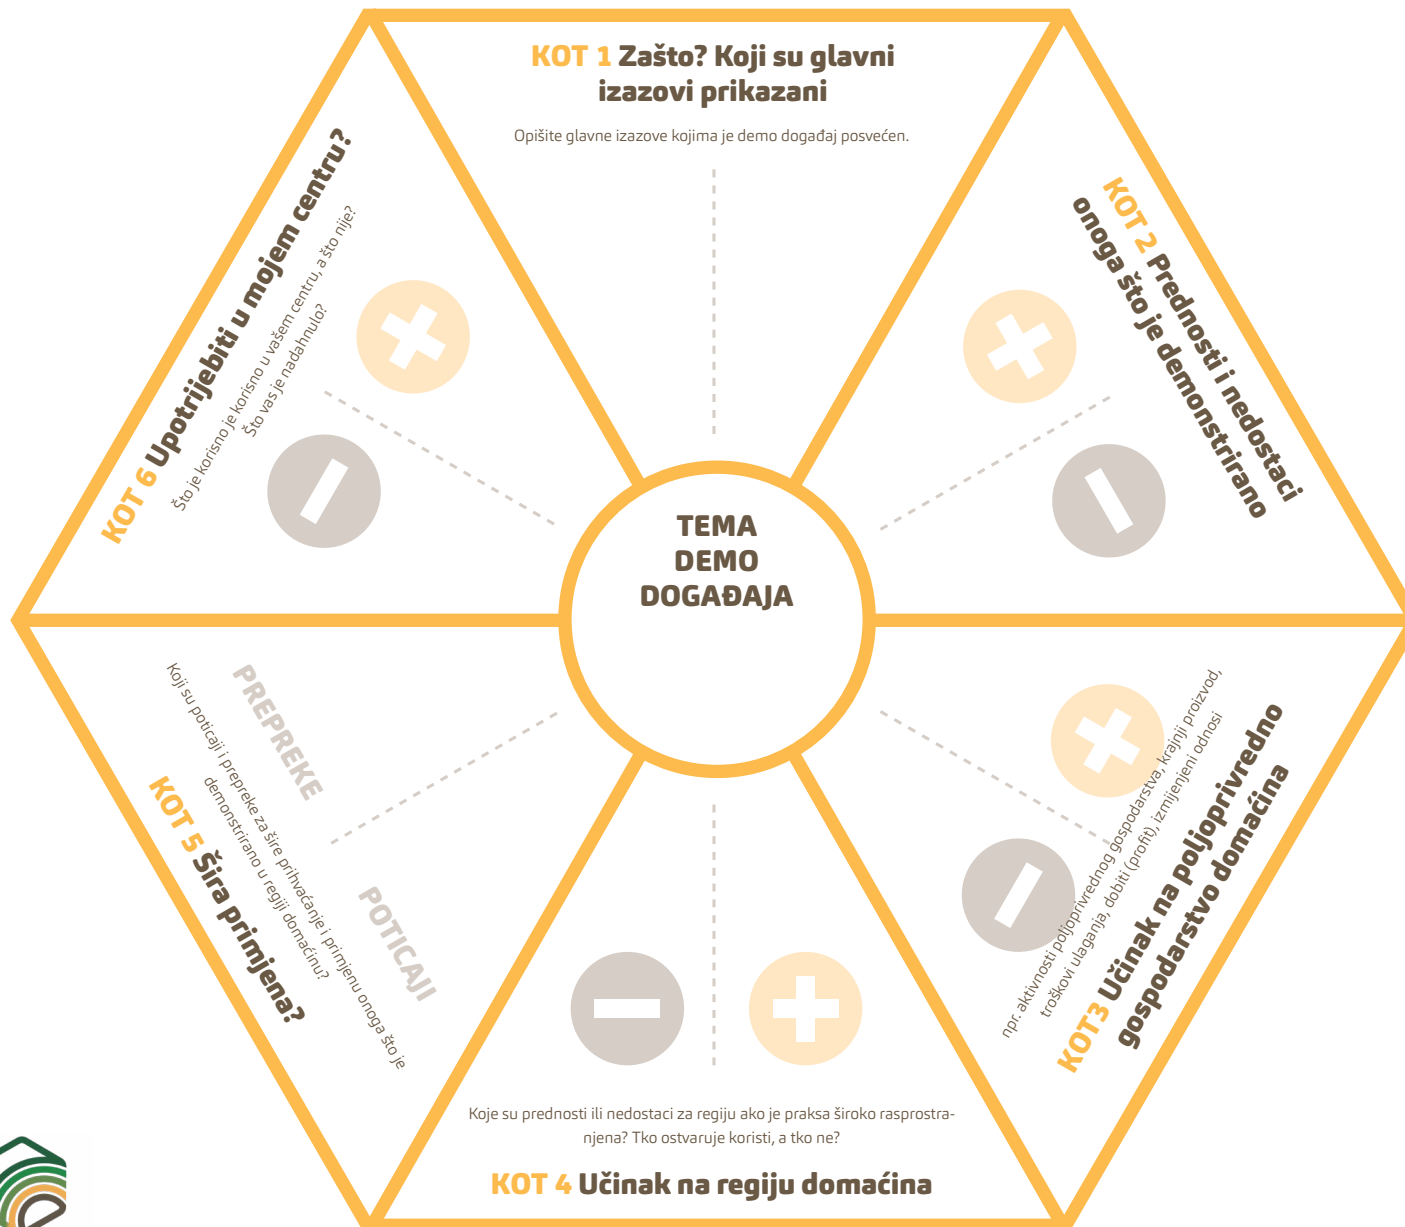 KOT 1 Zašto? Koji su glavni
izazovi prikazani
Opišite glavne izazove kojima je demo događaj posvećen.
KOT 2 Prednosti i nedostaci
onoga što je demonstrirano
KOT3 Učinak na poljoprivredno
gospodarstvo domaćina
npr. aktivnosti poljoprivrednog gospodarstva, krajnji proizvod,
troškovi ulaganja, dobiti (profit), izmijenjeni odnosi
Koje su prednosti ili nedostaci za regiju ako je praksa široko rasprostra-
njena? Tko ostvaruje koristi, a tko ne?
KOT 4 Učinak na regiju domaćina
KOT 5 Šira primjena?
Koji su poticaji i prepreke za šire prihvaćanje i primjenu onoga što je
demonstrirano u regiji domaćinu?
PREPREKE
POTICAJI
KOT 6 Upotrijebiti u mojem centru?
Što je korisno je korisno u vašem centru, a što nije?
Što vas je nadahnulo?
TEMA
DEMO
DOGAĐAJA